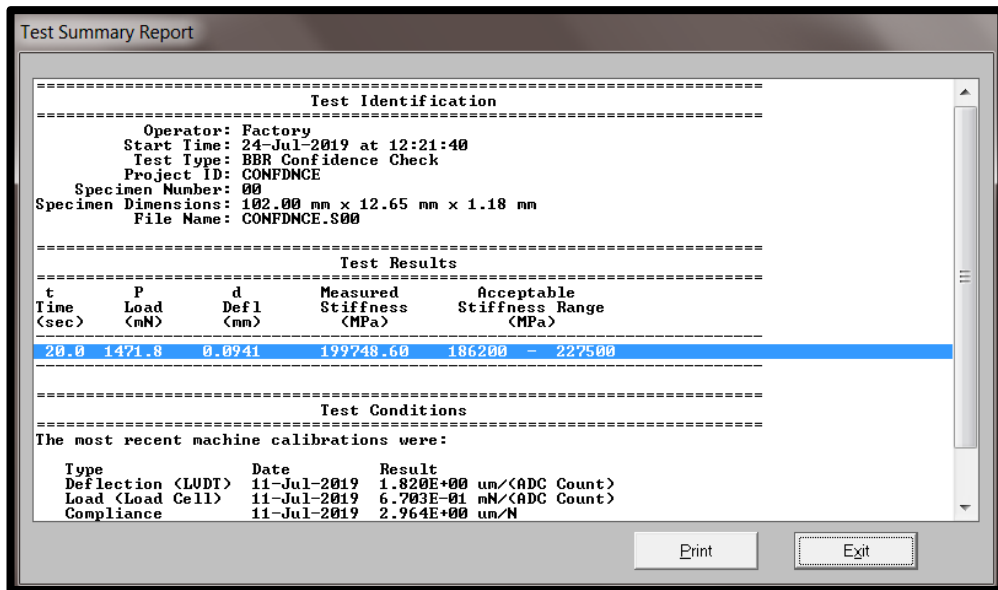 Test Summary Report
===========================================================================
Test Identification
===========================================================================
Operator: Factory
Start Time: 24-Jul-2019 at 12:21:40
Test Type: BBR Confidence Check
Project ID: CONFDNCE
Specimen Number: 00
Specimen Dimensions: 102.00 mm x 12.65 mm x 1.18 mm
File Name: CONFDNCE.S00
===========================================================================
Test Results
===========================================================================
t P d Measured Acceptable
Time Load Defl Stiffness Stiffness Range
(sec) (mN) (mm) (MPa) (MPa)
---------------------------------------------------------------------------
20.0 1471.8 0.0941 199748.60 186200 - 227500
---------------------------------------------------------------------------
===========================================================================
Test Conditions
===========================================================================
The most recent machine calibrations were:
Type Date Result
Deflection (LVDT) 11-Jul-2019 1.820E+00 um/(ADC Count)
Load (Load Cell) 11-Jul-2019 6.703E-01 mN/(ADC Count)
Compliance 11-Jul-2019 2.964E+00 um/N
Print Exit